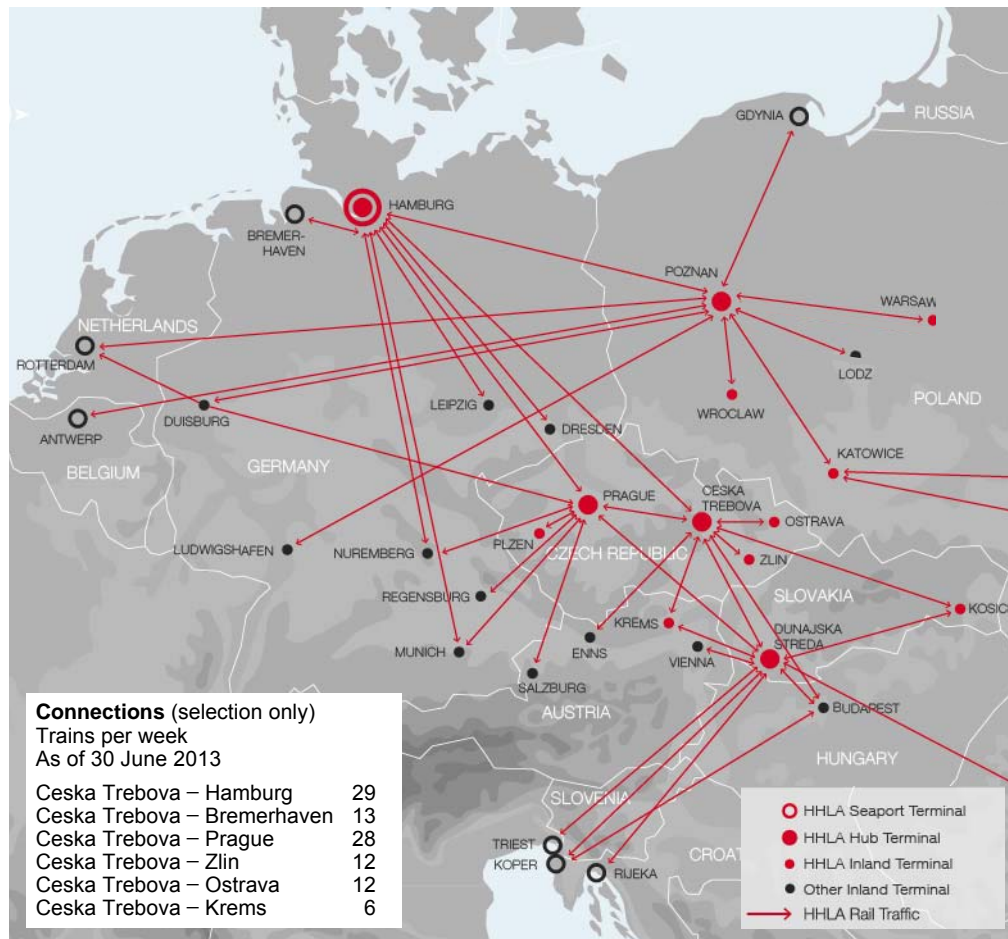 GDYNIA
RUSSIA
HAMBURG
BREMER-
HAVEN
POZNAN
WARSAW
NETHERLANDS
ROTTERDAM
LODZ
WROCLAW
POLAND
LEIPZIG
DUISBURG
ANTWERP
DRESDEN
BELGIUM
GERMANY
KATOWICE
PRAGUE
CESKA
TREBOVA
OSTRAVA
PLZEN
CZECH REPUBLIC
ZLIN
LUDWIGSHAFEN
NUREMBERG
REGENSBURG
SLOVAKIA
KOSIC
KREMS
DUNAJSKA
STREDA
ENNS
VIENNA
MUNICH
SALZBURG
AUSTRIA
BUDAPEST
HUNGARY
SLOVENIA
TRIEST
KOPER
RIJEKA
CROAT
Connections (selection only)
Trains per week
As of 30 June 2013
Ceska Trebova – Hamburg 29
Ceska Trebova – Bremerhaven 13
Ceska Trebova – Prague 28
Ceska Trebova – Zlin 12
Ceska Trebova – Ostrava 12
Ceska Trebova – Krems 6
HHLA Seaport Terminal
HHLA Hub Terminal
HHLA Inland Terminal
Other Inland Terminal
HHLA Rail Traffic